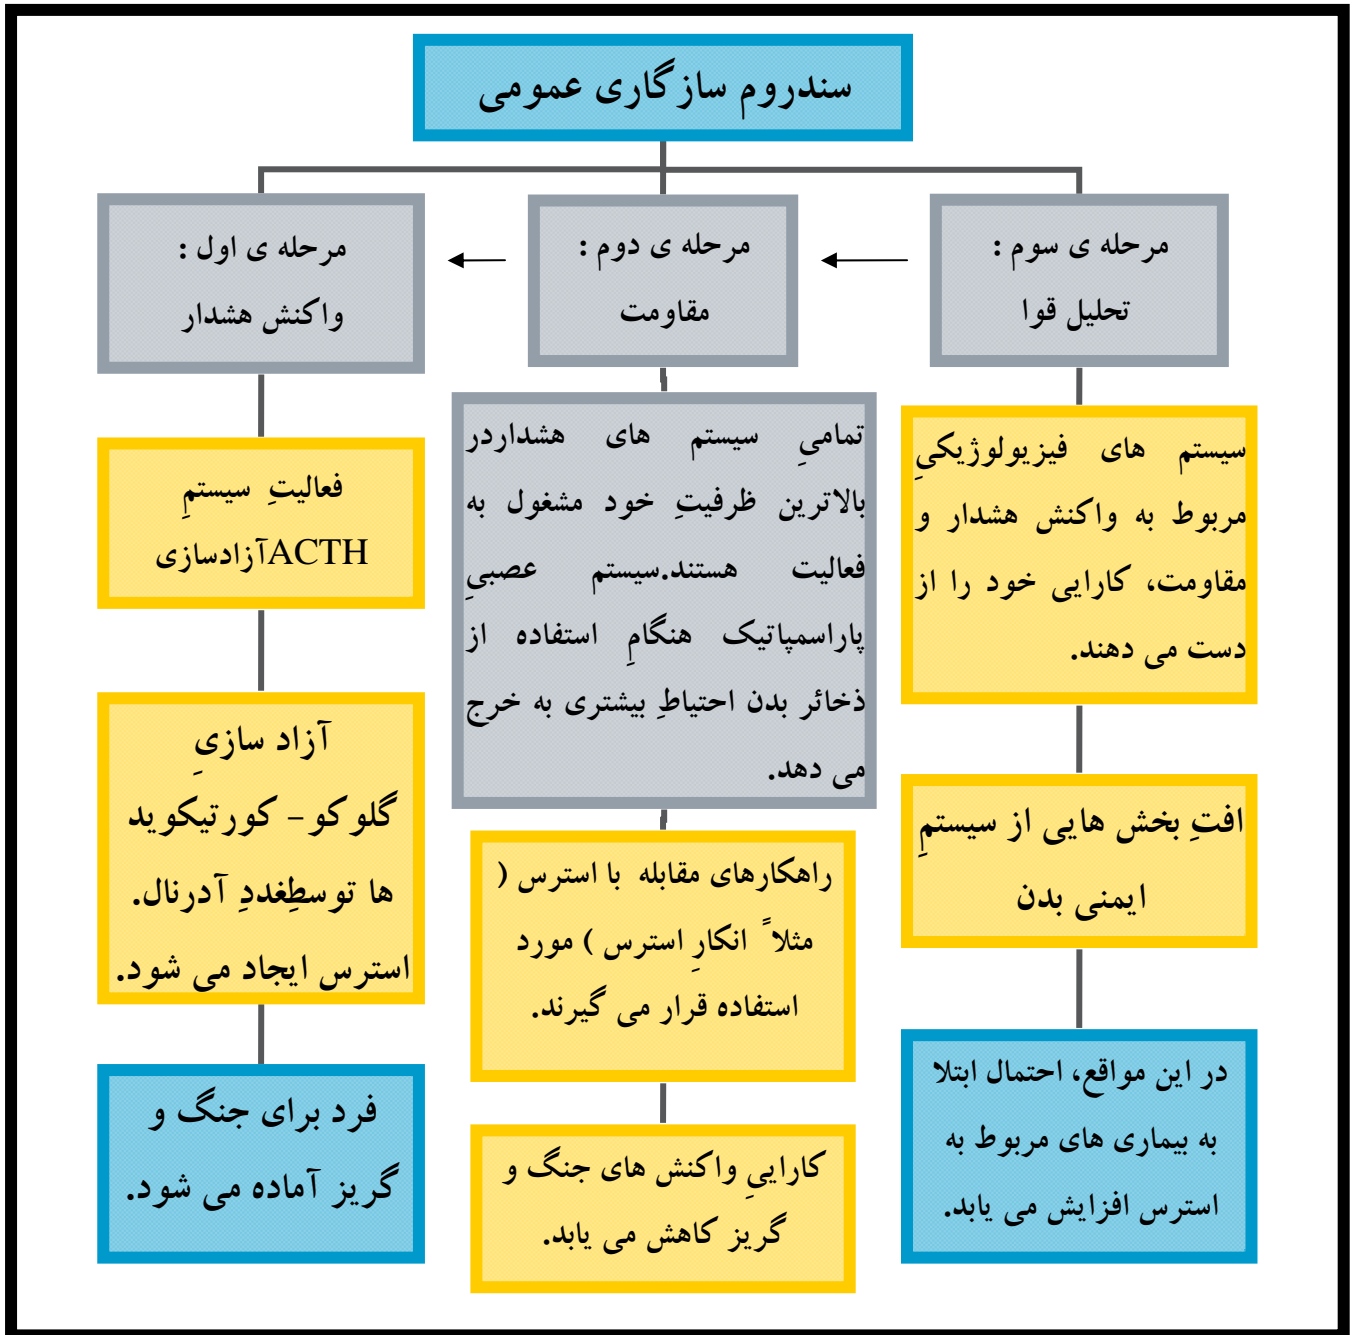 سندروم سازگاری عمومی
مرحله ی اول :
واکنش هشدار
فعالیتِ سیستمِ
آزادسازیACTH
آزاد سازیِ
گلوکو - کورتیکوید
ها توسطِغددِ آدرنال.
استرس ایجاد می شود.
فرد برای جنگ و
گریز آماده می شود.
مرحله ی دوم :
مقاومت
تمامیِ سیستم های هشداردر
بالاترین ظرفیتِ خود مشغول به
فعالیت هستند.سیستم عصبیِ
پاراسمپاتیک هنگامِ استفاده از
ذخائر بدن احتیاطِ بیشتری به خرج
می دهد.
راهکارهای مقابله با استرس (
مثلاً انکارِ استرس ) مورد
استفاده قرار می گیرند.
کاراییِ واکنش های جنگ و
گریز کاهش می یابد.
مرحله ی سوم :
تحلیل قوا
سیستم های فیزیولوژیکیِ
مربوط به واکنش هشدار و
مقاومت، کارایی خود را از
دست می دهند.
افتِ بخش هایی از سیستمِ
ایمنی بدن
در این مواقع، احتمال ابتلا
به بیماری های مربوط به
استرس افزایش می یابد.